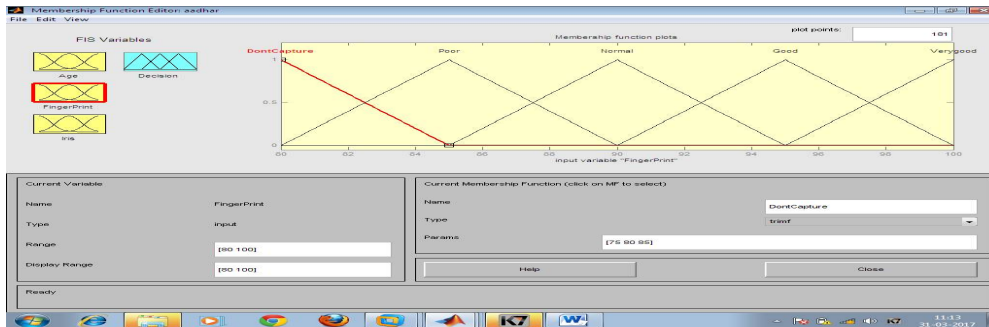 Membership Function Editor: aadhar
File Edit View
FIS Variables
Age
Decision
FingerPrint
Iris
Membership function plots
plot points:
181
DontCapture Poor Normal Good Verygood
1
0.5
0
80 82 84 86 88 90 92 94 96 98 100
input variable "FingerPrint"
Current Variable
Name FingerPrint
Type input
Range [80 100]
Display Range [80 100]
Current Membership Function (click on MF to select)
Name DontCapture
Type trimf
Params [75 80 85]
Help Close
Ready
K7 W K7 11:13
31-03-2017